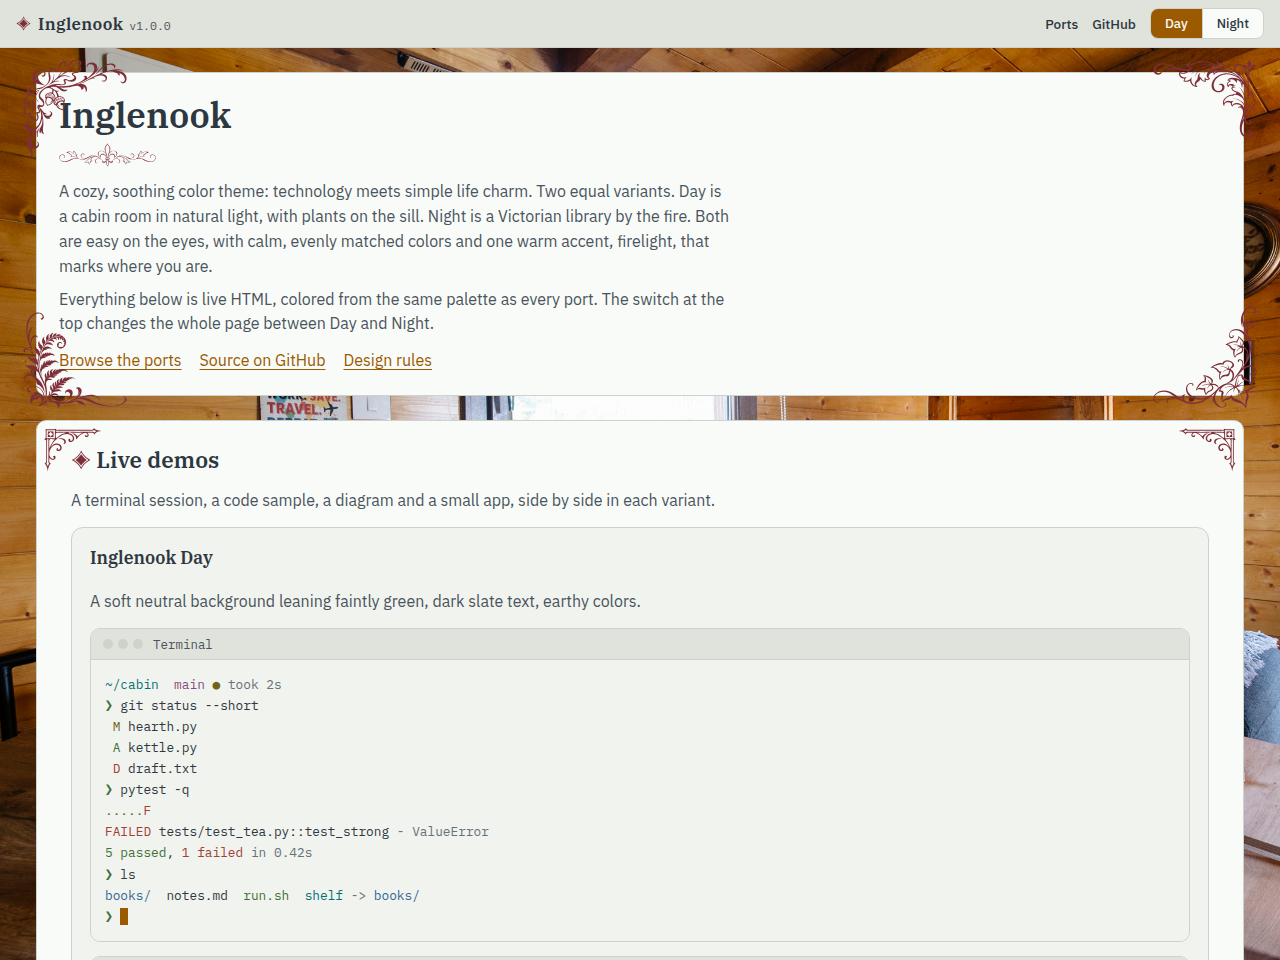 Inglenook v1.0.0
Ports GitHub Day Night
Inglenook
A cozy, soothing color theme: technology meets simple life charm. Two equal variants. Day is
a cabin room in natural light, with plants on the sill. Night is a Victorian library by the fire. Both
are easy on the eyes, with calm, evenly matched colors and one warm accent, firelight, that
marks where you are.
Everything below is live HTML, colored from the same palette as every port. The switch at the
top changes the whole page between Day and Night.
Browse the ports Source on GitHub Design rules
TRAVEL.
Live demos
A terminal session, a code sample, a diagram and a small app, side by side in each variant.
Inglenook Day
A soft neutral background leaning faintly green, dark slate text, earthy colors.
Terminal
~/cabin main ● took 2s
❯ git status --short
M hearth.py
A kettle.py
D draft.txt
❯ pytest -q
.....F
FAILED tests/test_tea.py::test_strong - ValueError
5 passed, 1 failed in 0.42s
❯ ls
books/ notes.md run.sh shelf -> books/
❯